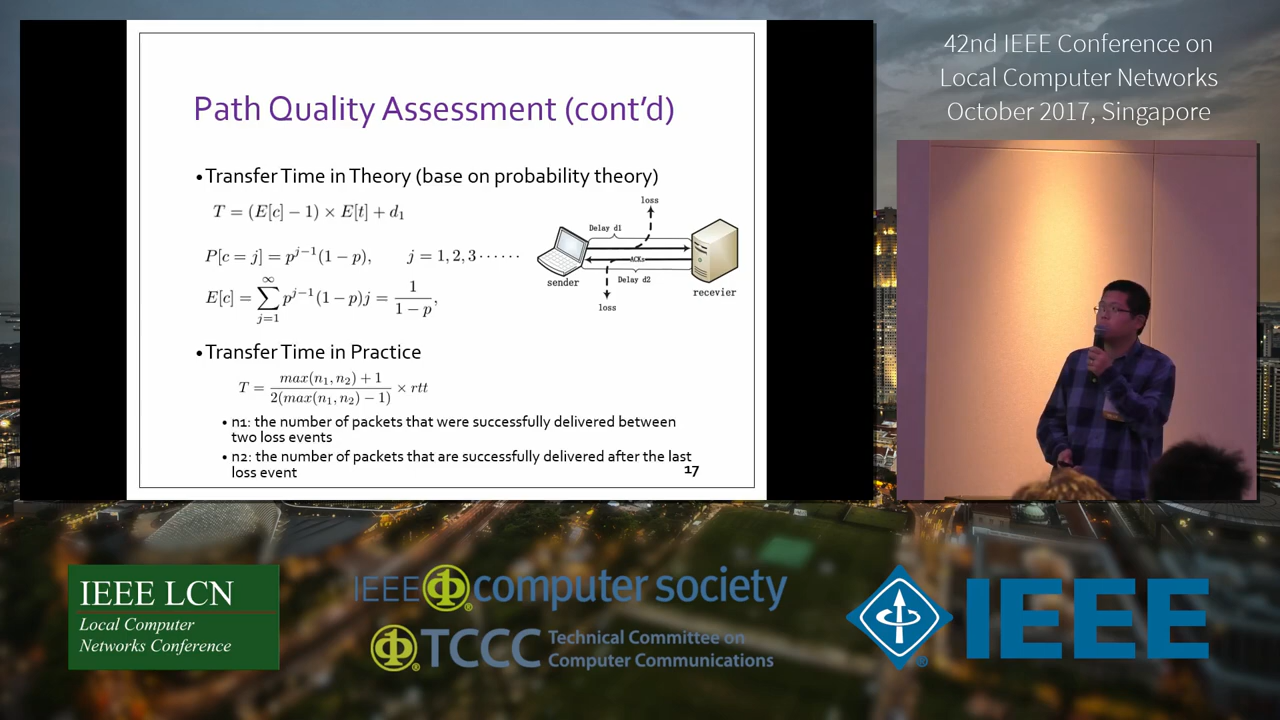 42nd IEEE Conference on
Local Computer Networks
October 2017, Singapore
Path Quality Assessment (cont'd)
• Transfer Time in Theory (base on probability theory)
T = (E[c] − 1) × E[t] + d₁
P[c = j] = p^{j−1}(1 − p),    j = 1, 2, 3 · · · · · ·
E[c] = ∑_{j=1}^{∞} p^{j−1}(1 − p)j = 1/(1 − p),
loss
Delay d1
ACKs
Delay d2
sender
recevier
loss
• Transfer Time in Practice
T = (max(n₁, n₂) + 1)/(2(max(n₁, n₂) − 1)) × rtt
• n1: the number of packets that were successfully delivered between
two loss events
• n2: the number of packets that are successfully delivered after the last
loss event
17
IEEE LCN
Local Computer
Networks Conference
IEEE computer society
TCCC Technical Committee on
Computer Communications
IEEE